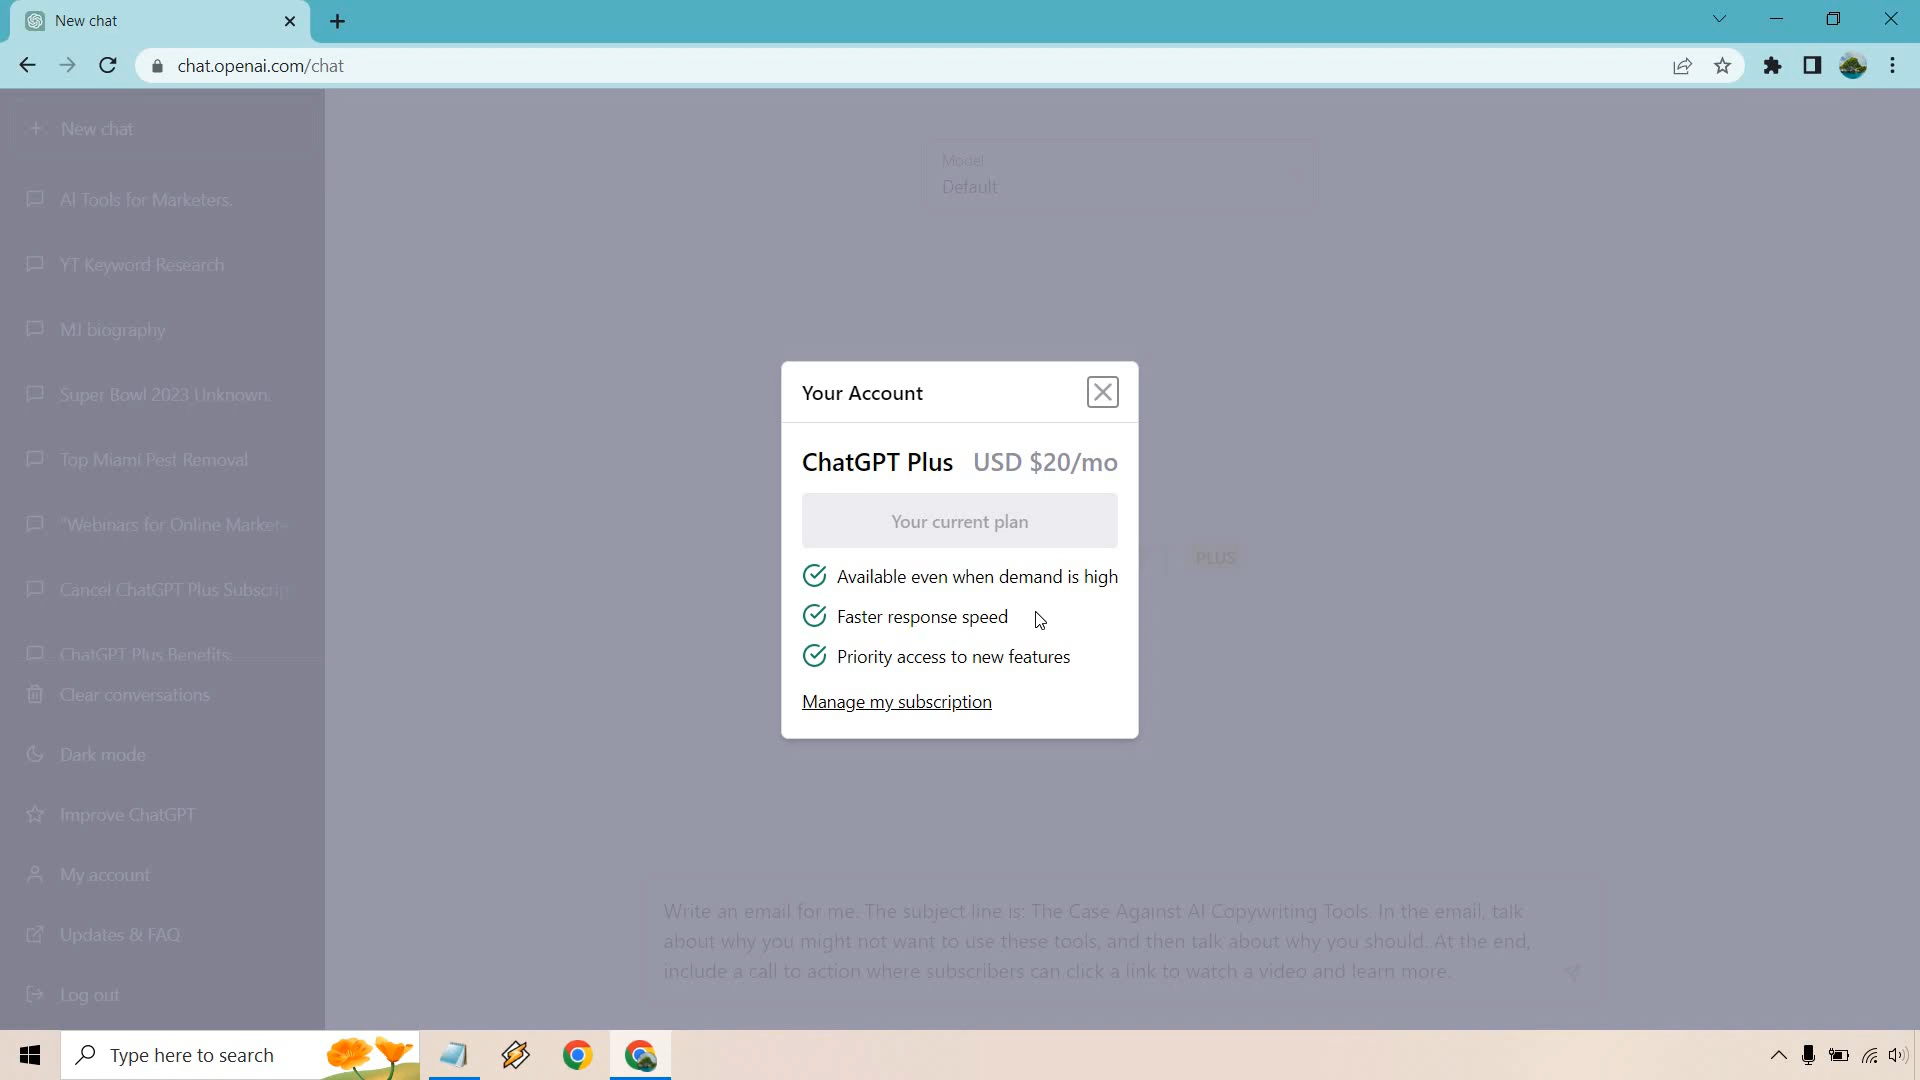 New chat
chat.openai.com/chat
New chat
AI Tools for Marketers.
YT Keyword Research
MJ biography
Super Bowl 2023 Unknown.
Top Miami Pest Removal
"Webinars for Online Market
Cancel ChatGPT Plus Subscrip
ChatGPT Plus Benefits.
Clear conversations
Dark mode
Improve ChatGPT
My account
Updates & FAQ
Log out
Model
Default
PLUS
Your Account
ChatGPT Plus USD $20/mo
Your current plan
Available even when demand is high
Faster response speed
Priority access to new features
Manage my subscription
Write an email for me. The subject line is: The Case Against AI Copywriting Tools. In the email, talk
about why you might not want to use these tools, and then talk about why you should. At the end,
include a call to action where subscribers can click a link to watch a video and learn more.
Type here to search